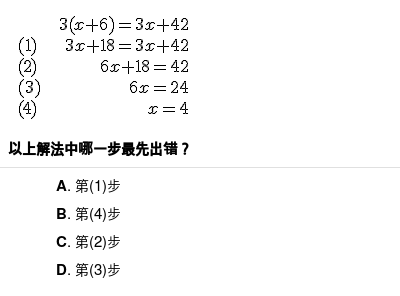 3(x+6)=3x+42
(1) 3x+18=3x+42
(2) 6x+18=42
(3) 6x=24
(4) x=4
以上解法中哪一步最先出错？
A. 第(1)步
B. 第(4)步
C. 第(2)步
D. 第(3)步